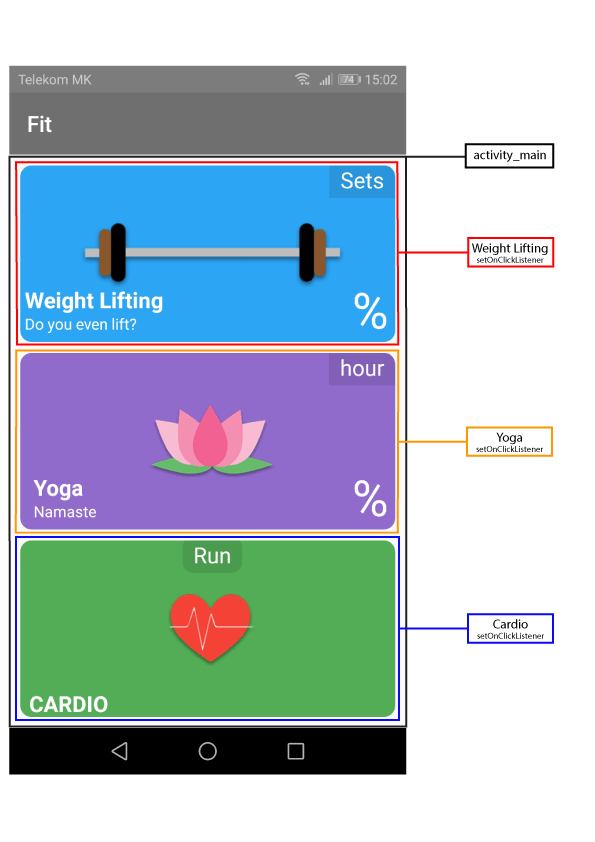 Telekom MK
74
15:02
Fit
activity_main
Sets
Weight Lifting
Do you even lift?
%
Weight Lifting
setOnClickListener
hour
Yoga
Namaste
%
Yoga
setOnClickListener
Run
CARDIO
Cardio
setOnClickListener